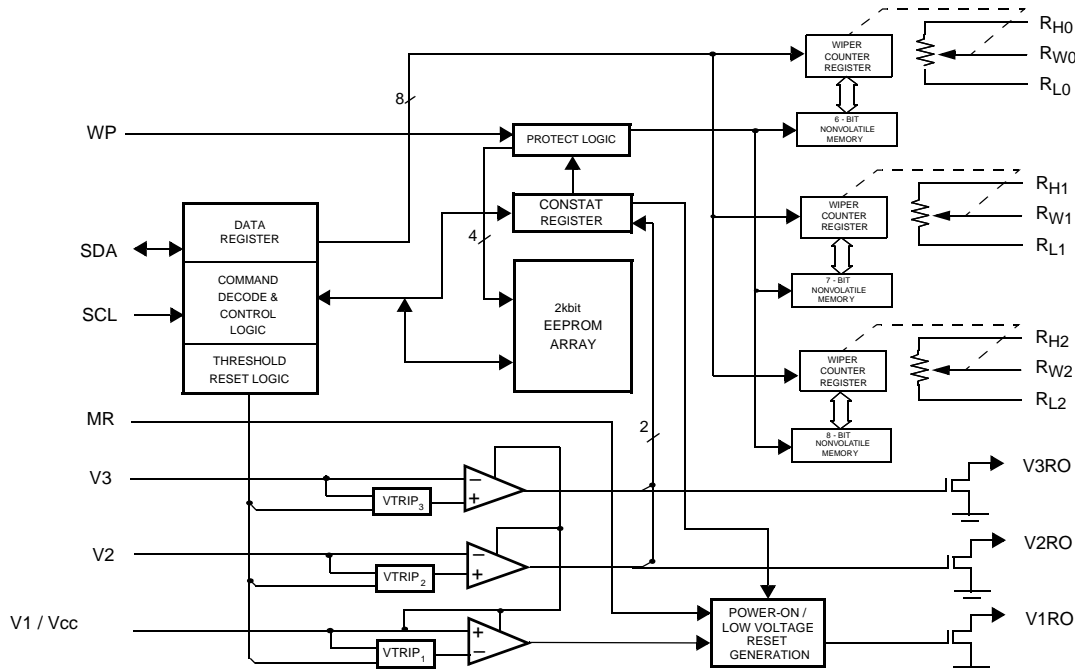 WIPER
COUNTER
REGISTER
RH0
RW0
RL0
8
WP
PROTECT LOGIC
6 - BIT
NONVOLATILE
MEMORY
CONSTAT
REGISTER
WIPER
COUNTER
REGISTER
RH1
RW1
RL1
DATA
REGISTER
4
SDA
COMMAND
DECODE &
CONTROL
LOGIC
SCL
2kbit
EEPROM
ARRAY
7 - BIT
NONVOLATILE
MEMORY
THRESHOLD
RESET LOGIC
WIPER
COUNTER
REGISTER
RH2
RW2
RL2
MR
2
8 - BIT
NONVOLATILE
MEMORY
V3
VTRIP3
−
+
V3RO
V2
VTRIP2
−
+
V2RO
V1 / Vcc
VTRIP1
+
−
POWER-ON /
LOW VOLTAGE
RESET
GENERATION
V1RO